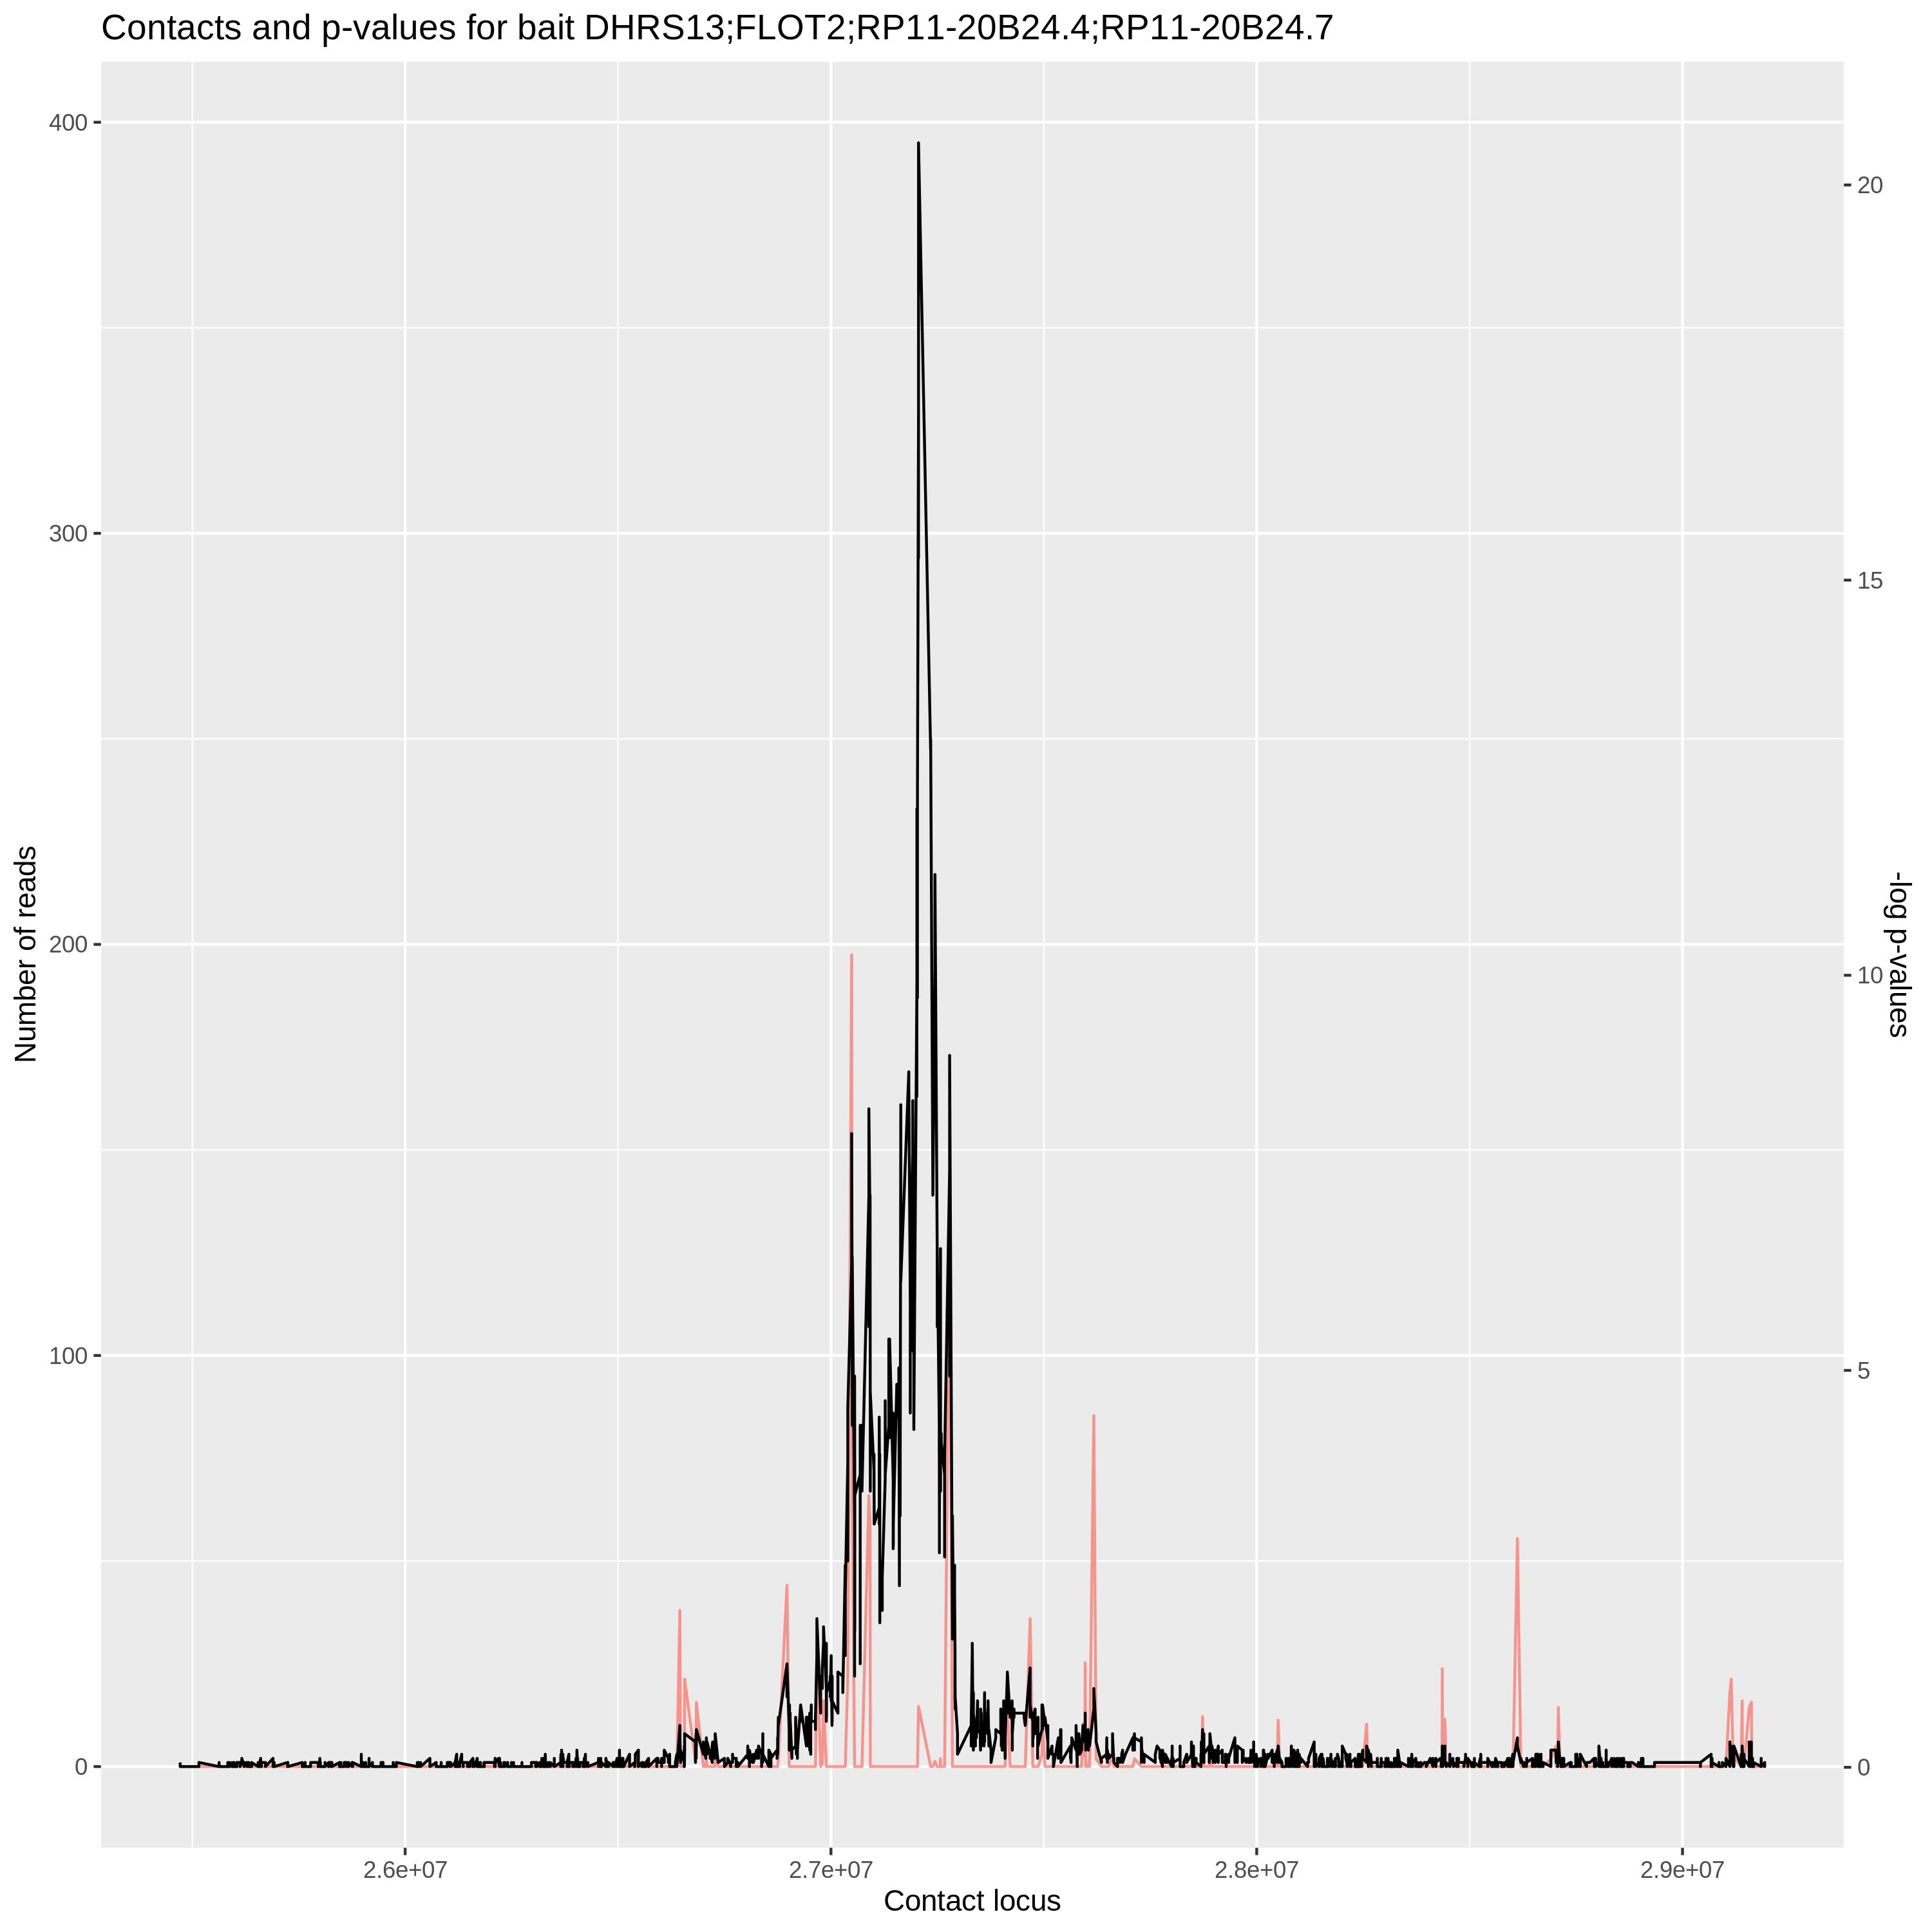 Contacts and p-values for bait DHRS13;FLOT2;RP11-20B24.4;RP11-20B24.7
400
300
200
100
0
Number of reads
20
15
10
5
0
-log p-values
2.6e+07
2.7e+07
2.8e+07
2.9e+07
Contact locus